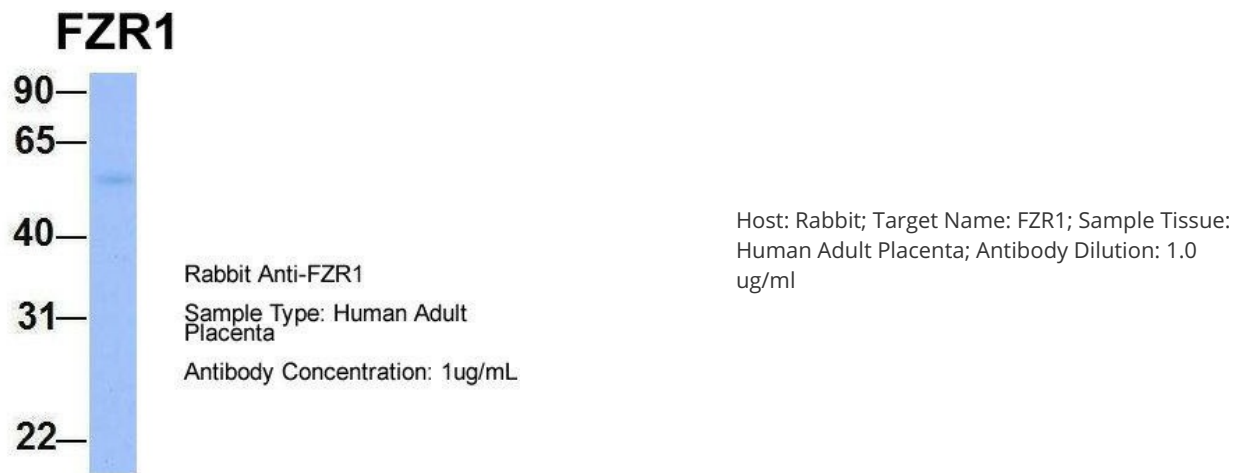 FZR1
90—
65—
40—
31—
22—
Rabbit Anti-FZR1
Sample Type: Human Adult
Placenta
Antibody Concentration: 1ug/mL
Host: Rabbit; Target Name: FZR1; Sample Tissue:
Human Adult Placenta; Antibody Dilution: 1.0
ug/ml